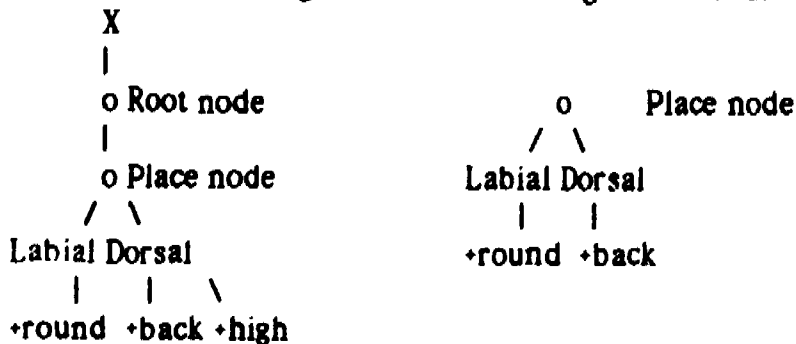 X
|
o Root node
|
o Place node
/ \
Labial Dorsal
| | \
+round +back +high
o Place node
/ \
Labial Dorsal
| |
+round +back